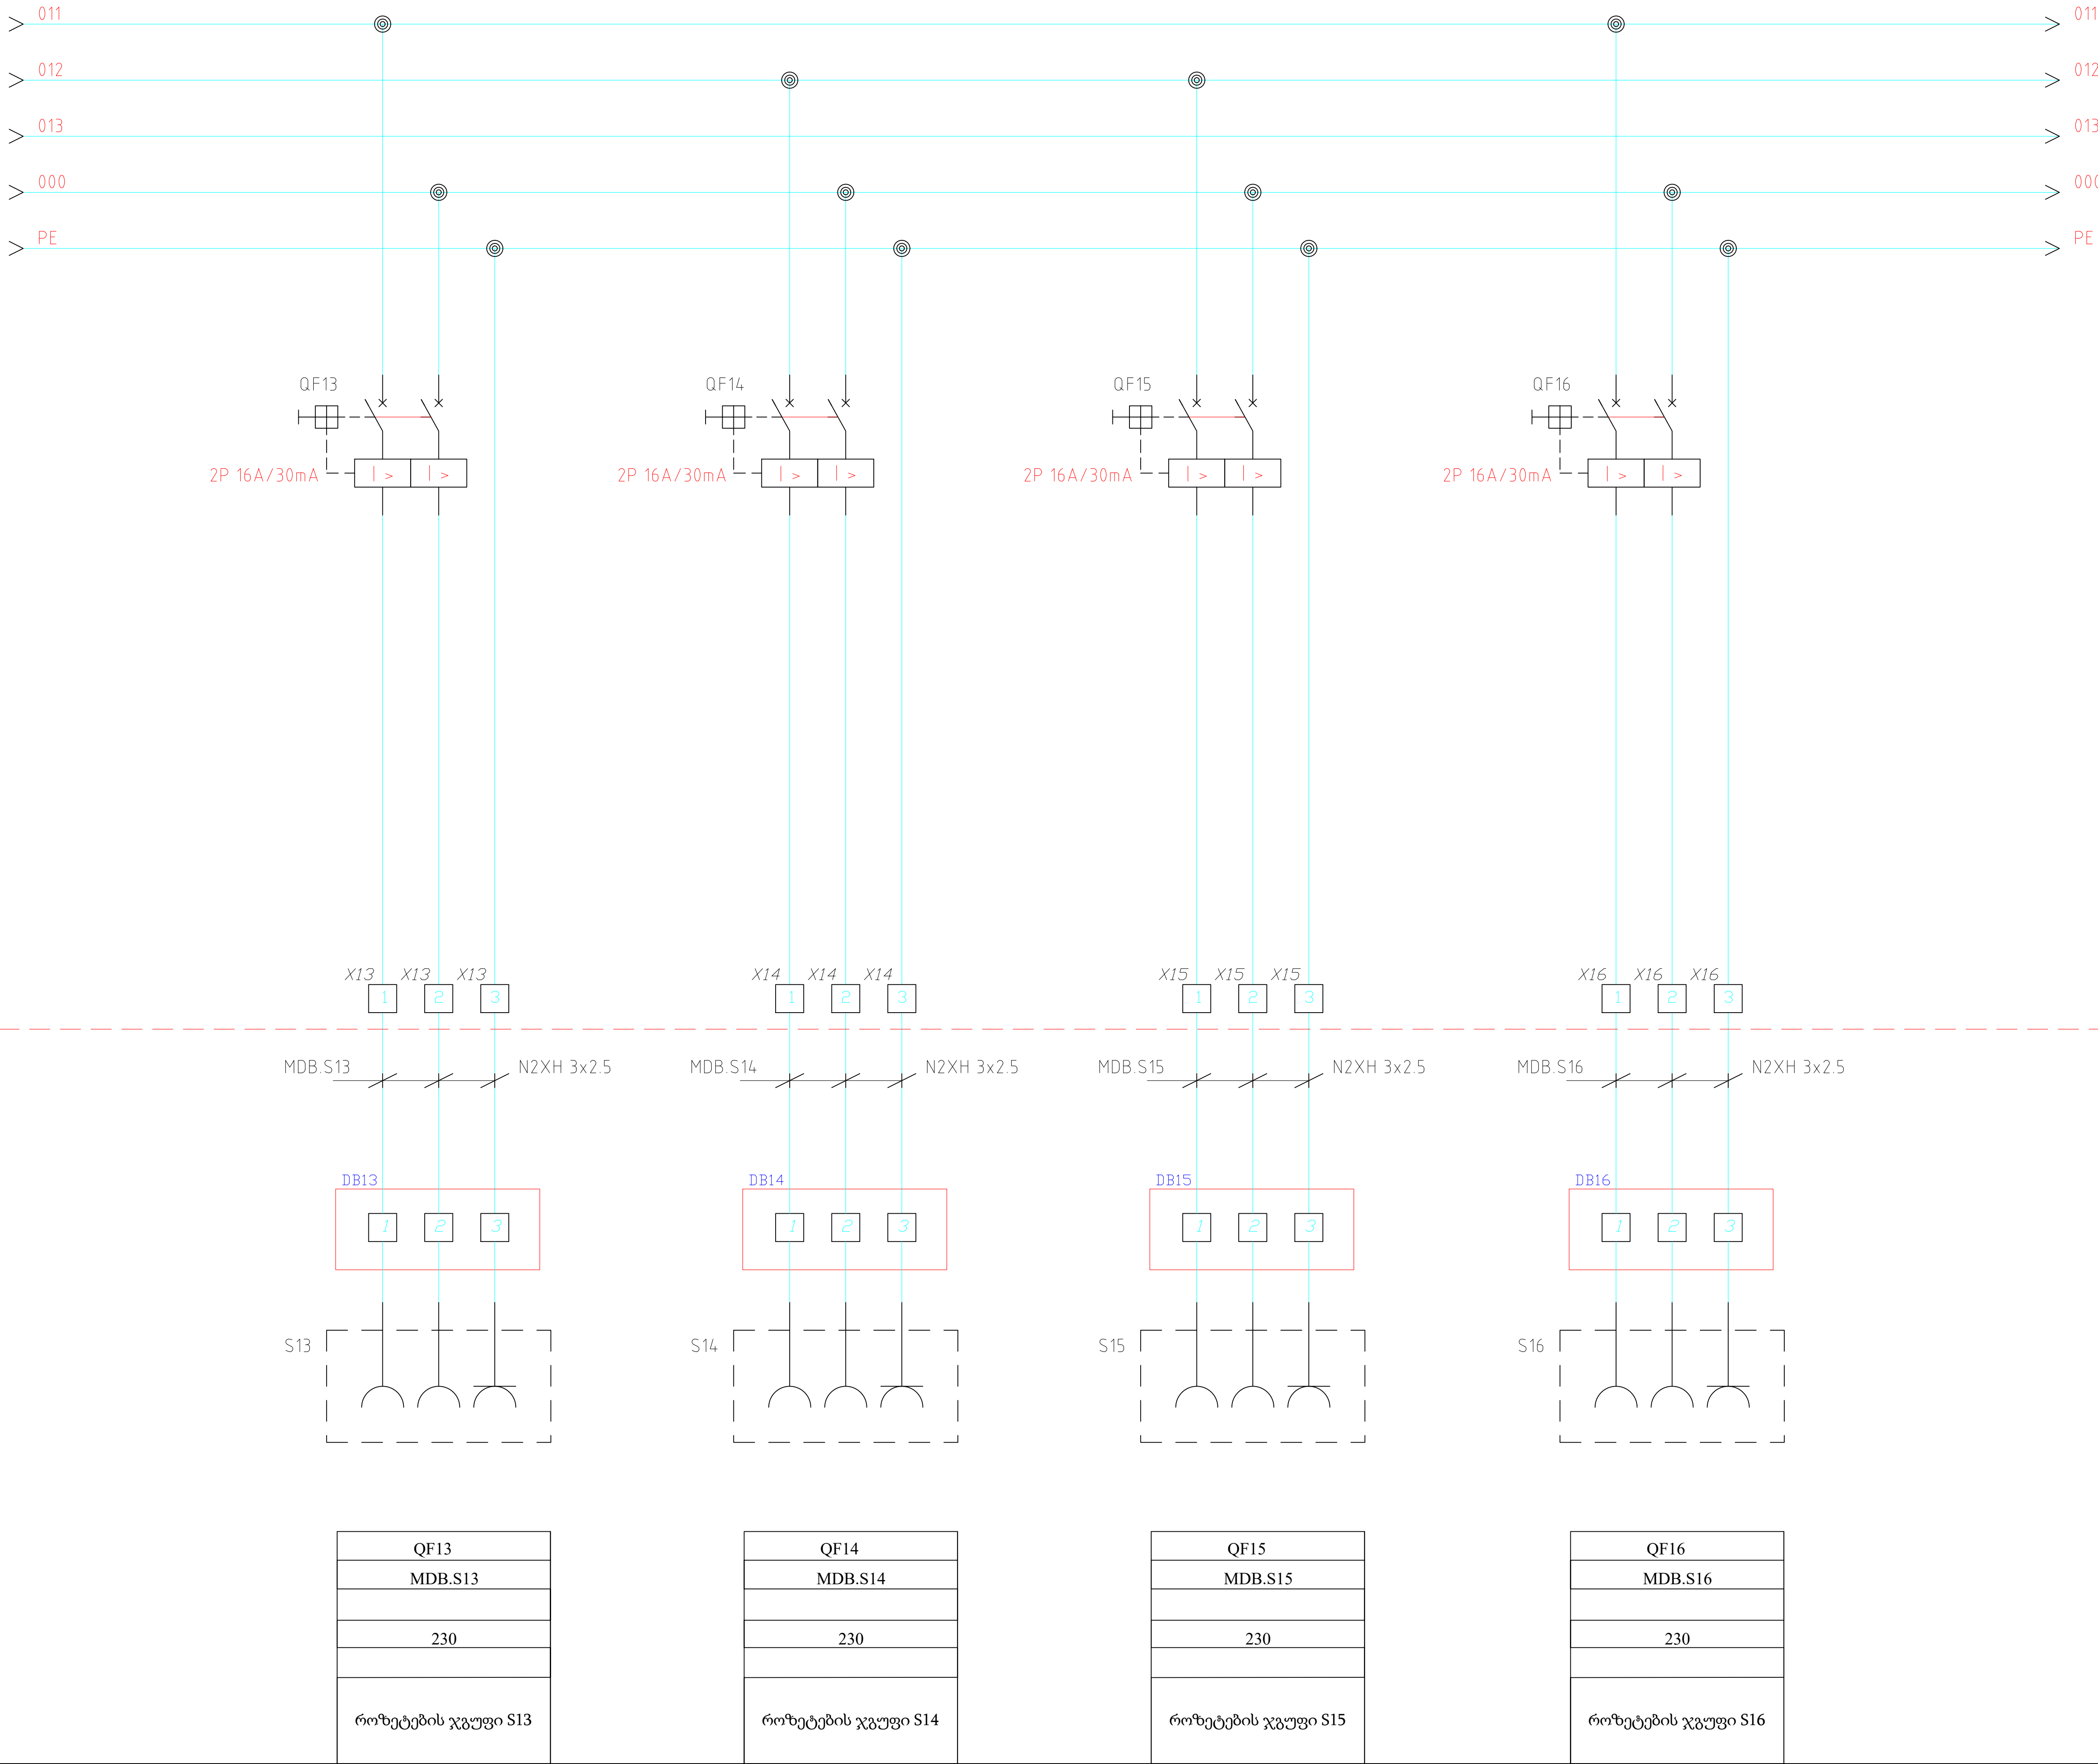 011 011
012 012
013 013
000 000
PE PE
QF13 QF14 QF15 QF16
2P 16A/30mA I > I > 2P 16A/30mA I > I > 2P 16A/30mA I > I > 2P 16A/30mA I > I >
X13 X13 X13 X14 X14 X14 X15 X15 X15 X16 X16 X16
1 2 3 1 2 3 1 2 3 1 2 3
MDB.S13 N2XH 3x2.5 MDB.S14 N2XH 3x2.5 MDB.S15 N2XH 3x2.5 MDB.S16 N2XH 3x2.5
DB13 DB14 DB15 DB16
1 2 3 1 2 3 1 2 3 1 2 3
S13 S14 S15 S16
QF13 QF14 QF15 QF16
MDB.S13 MDB.S14 MDB.S15 MDB.S16
230 230 230 230
როზეტების ჯგუფი S13 როზეტების ჯგუფი S14 როზეტების ჯგუფი S15 როზეტების ჯგუფი S16